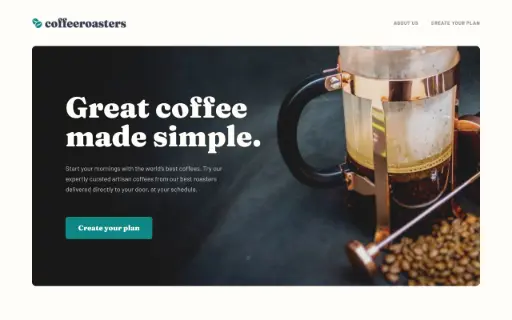 coffeeroasters
ABOUT US
CREATE YOUR PLAN
Great coffee
made simple.
Start your mornings with the world's best coffees. Try our
expertly curated artisan coffees from our best roasters
delivered directly to your door, at your schedule.
Create your plan